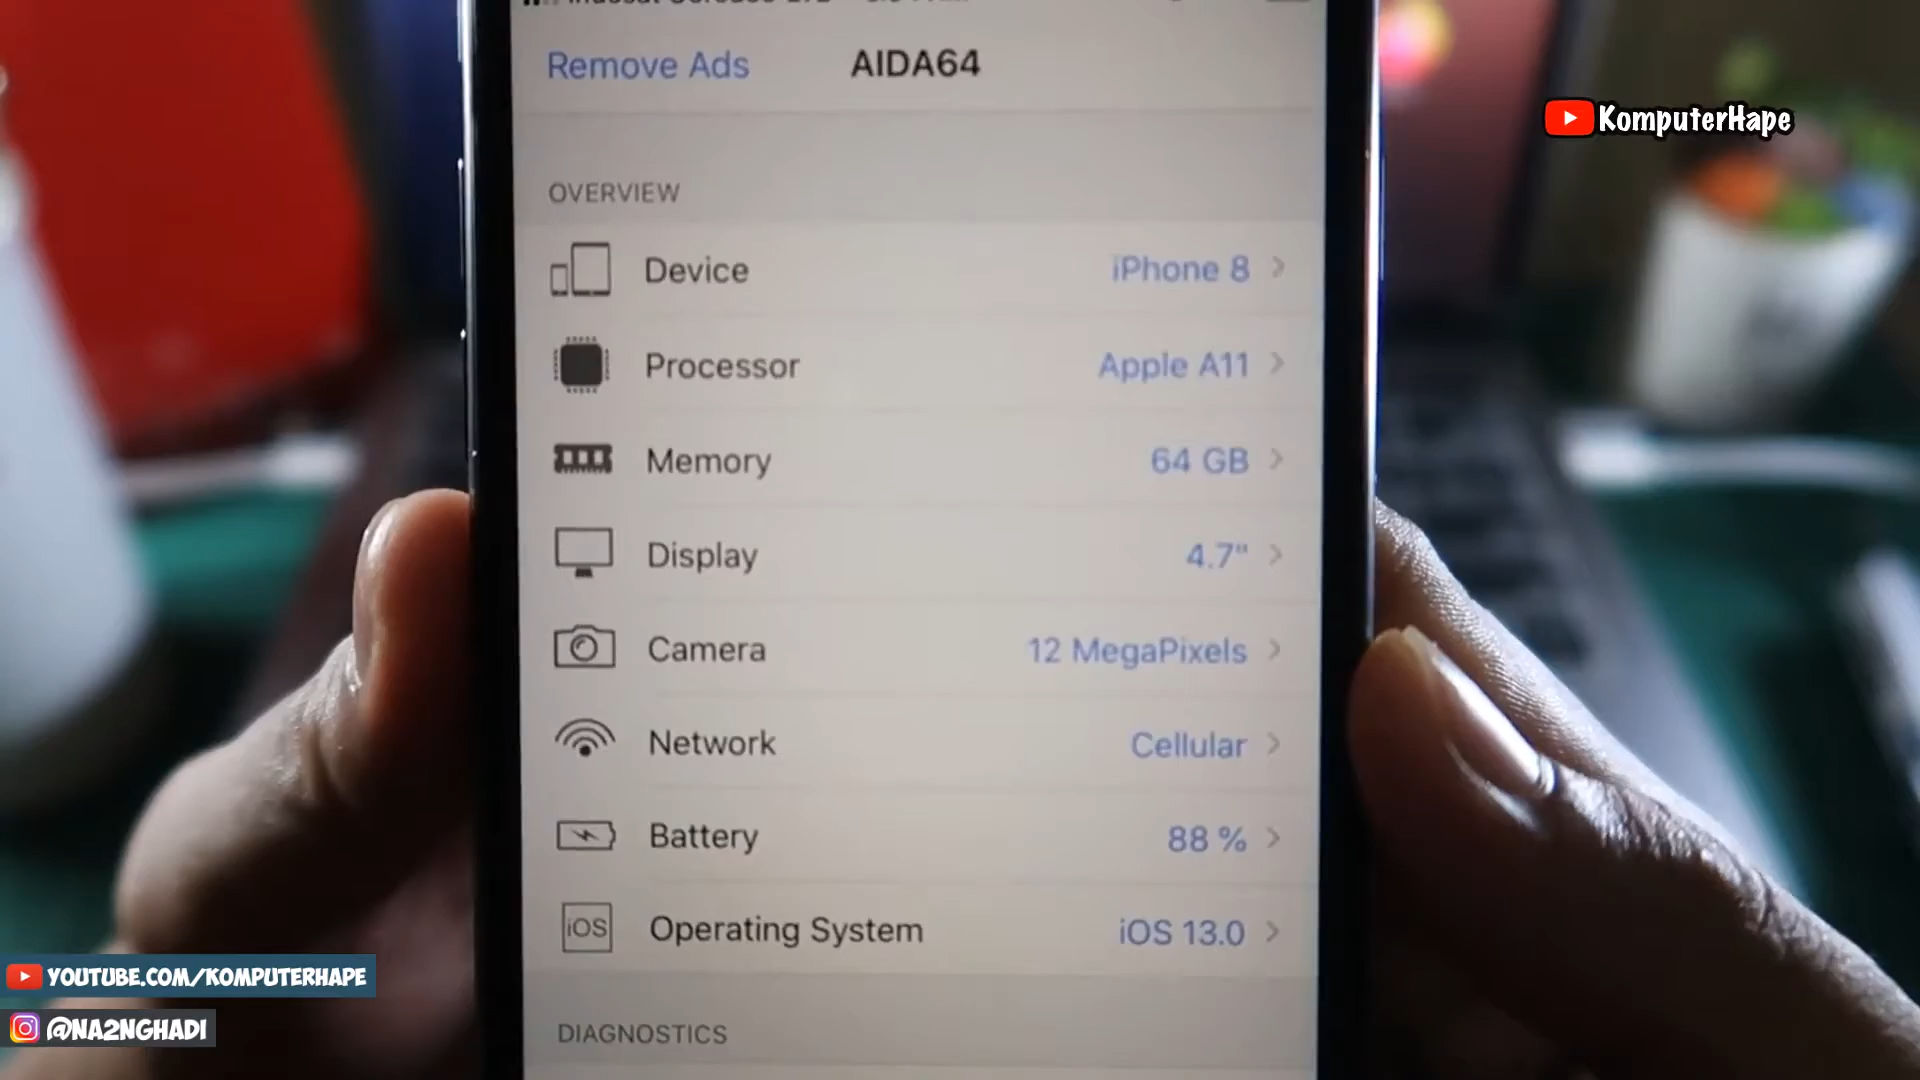 Remove Ads AIDA64
KomputerHape
OVERVIEW
Device iPhone 8
Processor Apple A11
Memory 64 GB
Display 4.7"
Camera 12 MegaPixels
Network Cellular
Battery 88 %
iOS Operating System iOS 13.0
DIAGNOSTICS
YOUTUBE.COM/KOMPUTERHAPE
@NA2NGHADI